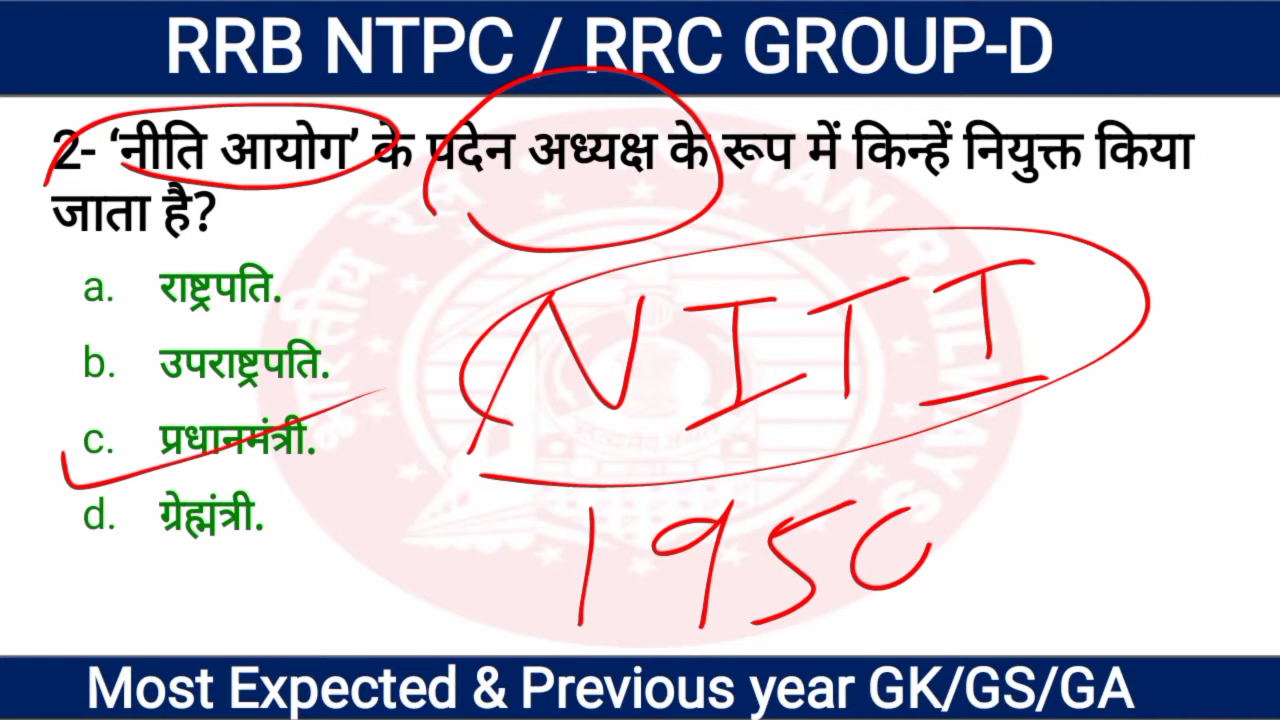 RRB NTPC / RRC GROUP-D
2- ‘नीति आयोग’ के पदेन अध्यक्ष के रूप में किन्हें नियुक्त किया
जाता है?
a. राष्ट्रपति.
b. उपराष्ट्रपति.
c. प्रधानमंत्री.
d. ग्रेह्मंत्री.
NITI
1950
Most Expected & Previous year GK/GS/GA